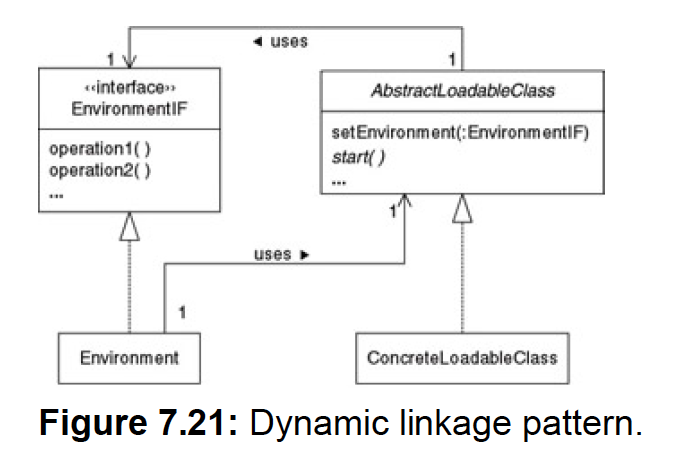 ◄ uses
1
1
‹‹interface››
EnvironmentIF
operation1( )
operation2( )
...
AbstractLoadableClass
setEnvironment(:EnvironmentIF)
start( )
...
1
uses ►
1
Environment
ConcreteLoadableClass
Figure 7.21: Dynamic linkage pattern.